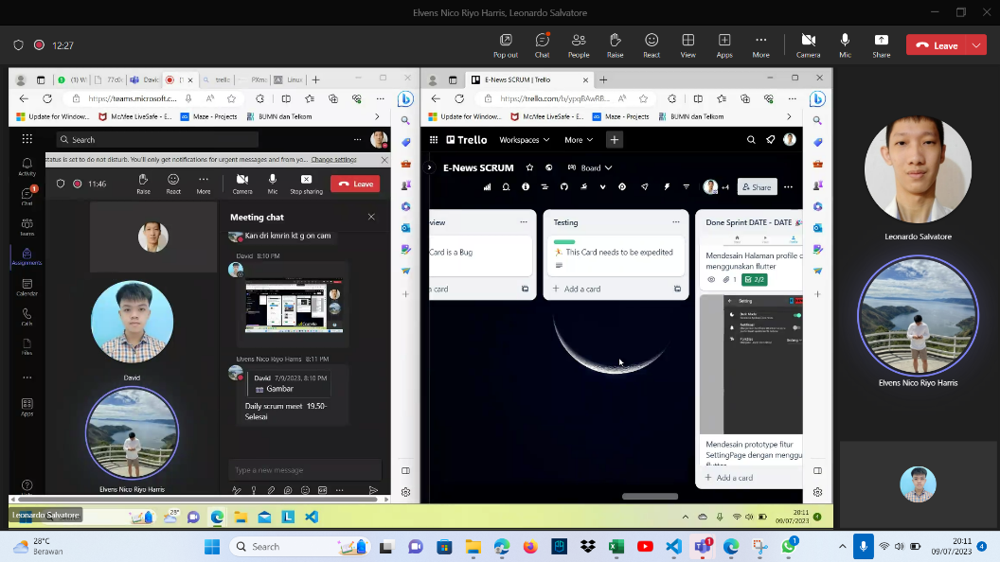 Elvens Nico Riyo Harris, Leonardo Salvatore
12:27
Pop out
Chat
People
Raise
React
View
Apps
More
Camera
Mic
Share
Leave
(1) W
77c0
David
D
trello
PXm
Linux
https://teams.microsoft.c...
Update for Window...
McAfee LiveSafe - E...
Maze - Projects
BUMN dan Telkom
Search
status is set to do not disturb. You'll only get notifications for urgent messages and from yo...
Change settings
11:46
Raise
React
More
Camera
Mic
Stop sharing
Leave
Activity
Chat
Teams
Assignments
Calendar
Calls
Files
Apps
Meeting chat
Kan dri kmrin kt g on cam
David 8:10 PM
Elvens Nico Riyo Harris 8:11 PM
David 7/9/2023, 8:10 PM
Gambar
Daily scrum meet 19.50-
Selesai
David
Elvens Nico Riyo Harris
Type a new message
Leonardo Salvatore
28°
E-News SCRUM | Trello
https://trello.com/b/ypqBAwRB...
Update for Window...
McAfee LiveSafe - E...
Maze - Projects
BUMN dan Telkom
Trello
Workspaces
More
E-News SCRUM
Board
+4
Share
view
Card is a Bug
a card
Testing
This Card needs to be expedited
Add a card
Done Sprint DATE - DATE
Mendesain Halaman profile d
menggunakan flutter
1
2/2
Setting
Dark Mode
Mendesain prototype fitur
SettingPage dengan menggu
flutter
Add a card
20:11
09/07/2023
4
Leonardo Salvatore
Elvens Nico Riyo Harris
28°C
Berawan
Search
1
1
20:11
09/07/2023